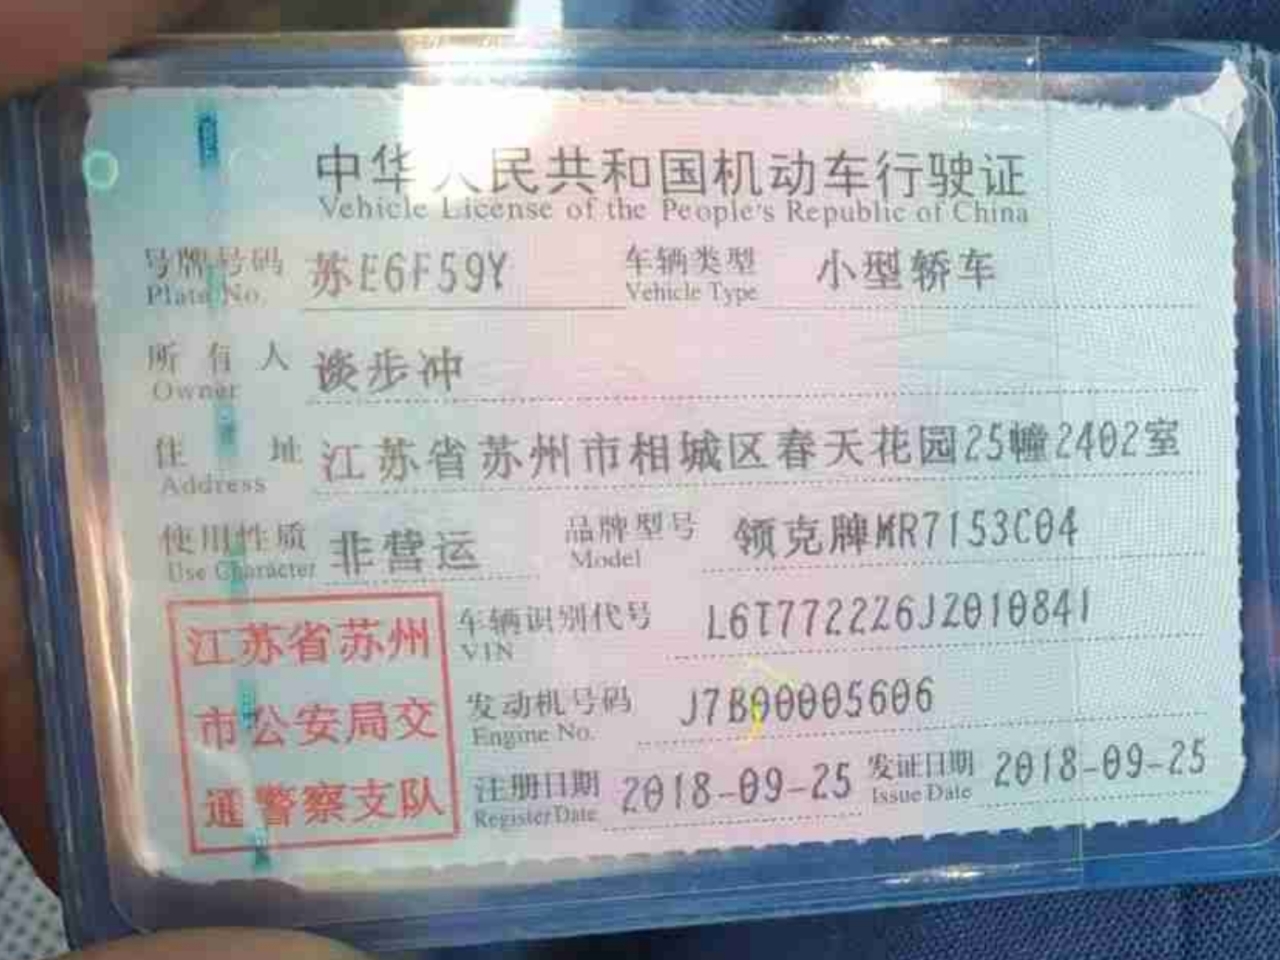 中华人民共和国机动车行驶证
Vehicle License of the People's Republic of China
号牌号码 苏E6F59Y 车辆类型 小型轿车
Plate No. Vehicle Type
所有人 谈步冲
Owner
住址 江苏省苏州市相城区春天花园25幢2402室
Address
使用性质 非营运 品牌型号 领克牌MR7153C04
Use Character Model
车辆识别代号 L6T7722Z6JZ010841
VIN
发动机号码 J7B00005606
Engine No.
注册日期 2018-09-25 发证日期 2018-09-25
Register Date Issue Date
江苏省苏州
市公安局交
通警察支队